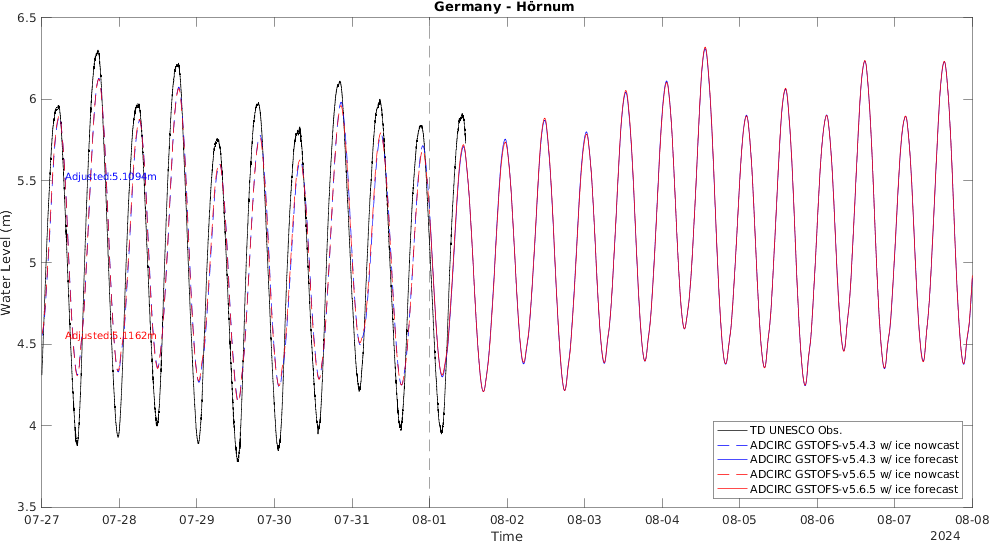 Germany - Hörnum
6.5
6
5.5
5
4.5
4
3.5
Water Level (m)
Adjusted:5.1094m
Adjusted:5.1162m
TD UNESCO Obs.
ADCIRC GSTOFS-v5.4.3 w/ ice nowcast
ADCIRC GSTOFS-v5.4.3 w/ ice forecast
ADCIRC GSTOFS-v5.6.5 w/ ice nowcast
ADCIRC GSTOFS-v5.6.5 w/ ice forecast
07-27 07-28 07-29 07-30 07-31 08-01 08-02 08-03 08-04 08-05 08-06 08-07 08-08
Time
2024